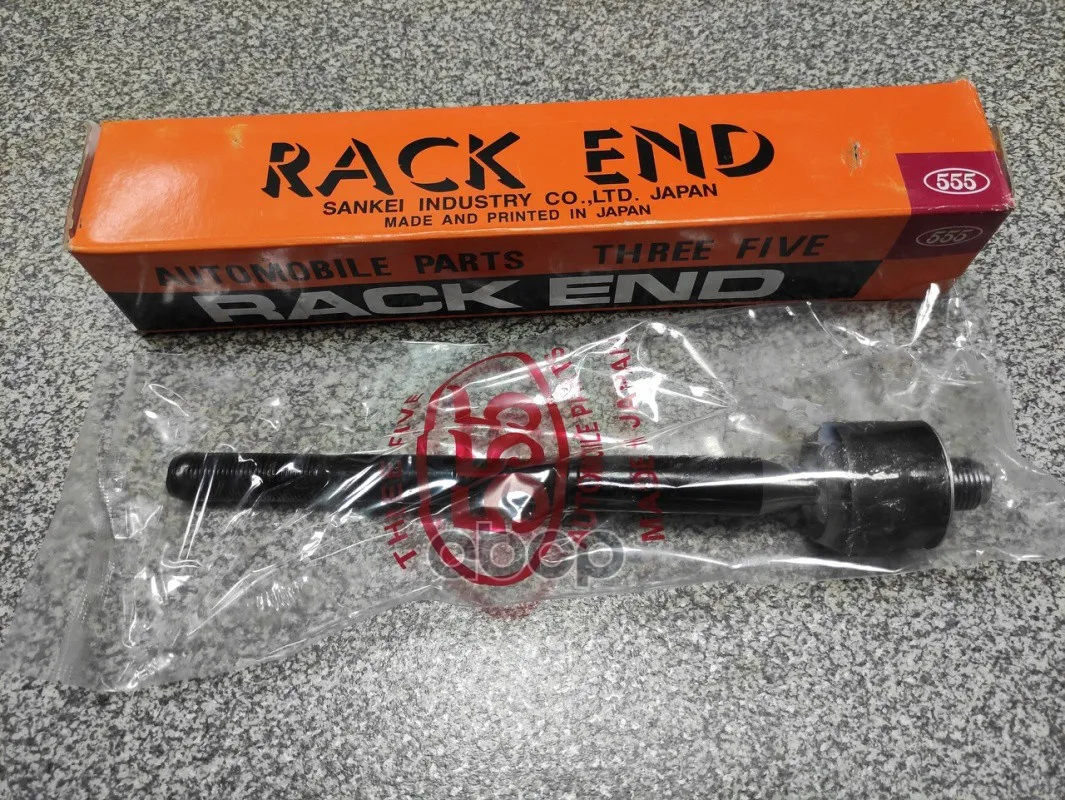 RACK END
SANKEI INDUSTRY CO.,LTD. JAPAN
MADE AND PRINTED IN JAPAN
555
555
AUTOMOBILE PARTS THREE FIVE
RACK END
THREE FIVE
555
AUTOMOBILE PARTS
MADE IN JAPAN
авср